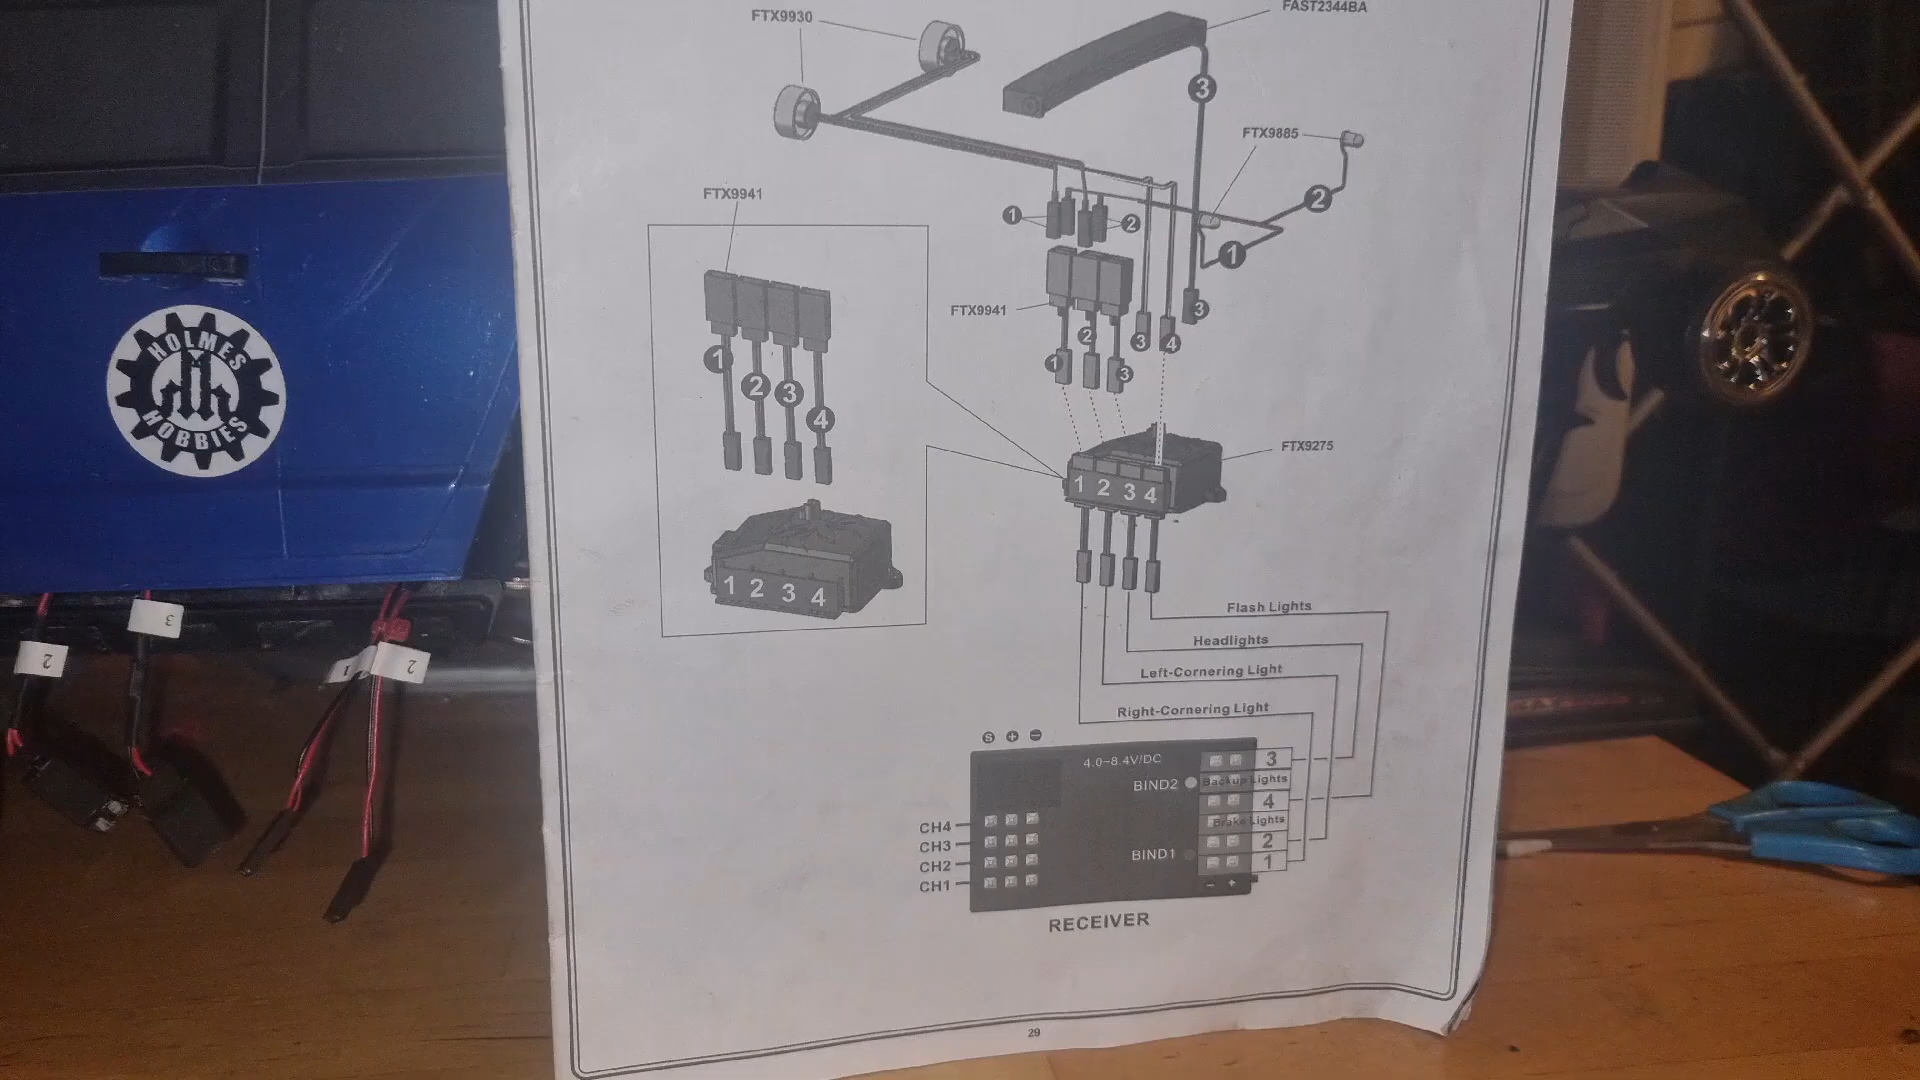 FTX9930
FAST2344BA
3
FTX9885
2
FTX9941
1
2
1
FTX9941
3
3
4
2
1
3
1
2
3
4
FTX9275
1 2 3 4
1 2 3 4
HOLMES
HOBBIES
3
2
1
2
Flash Lights
Headlights
Left-Cornering Light
Right-Cornering Light
S + −
4.0~8.4V/DC
3
BIND2
Backup Lights
4
Brake Lights
CH4
CH3
2
CH2
BIND1
1
CH1
− +
RECEIVER
29